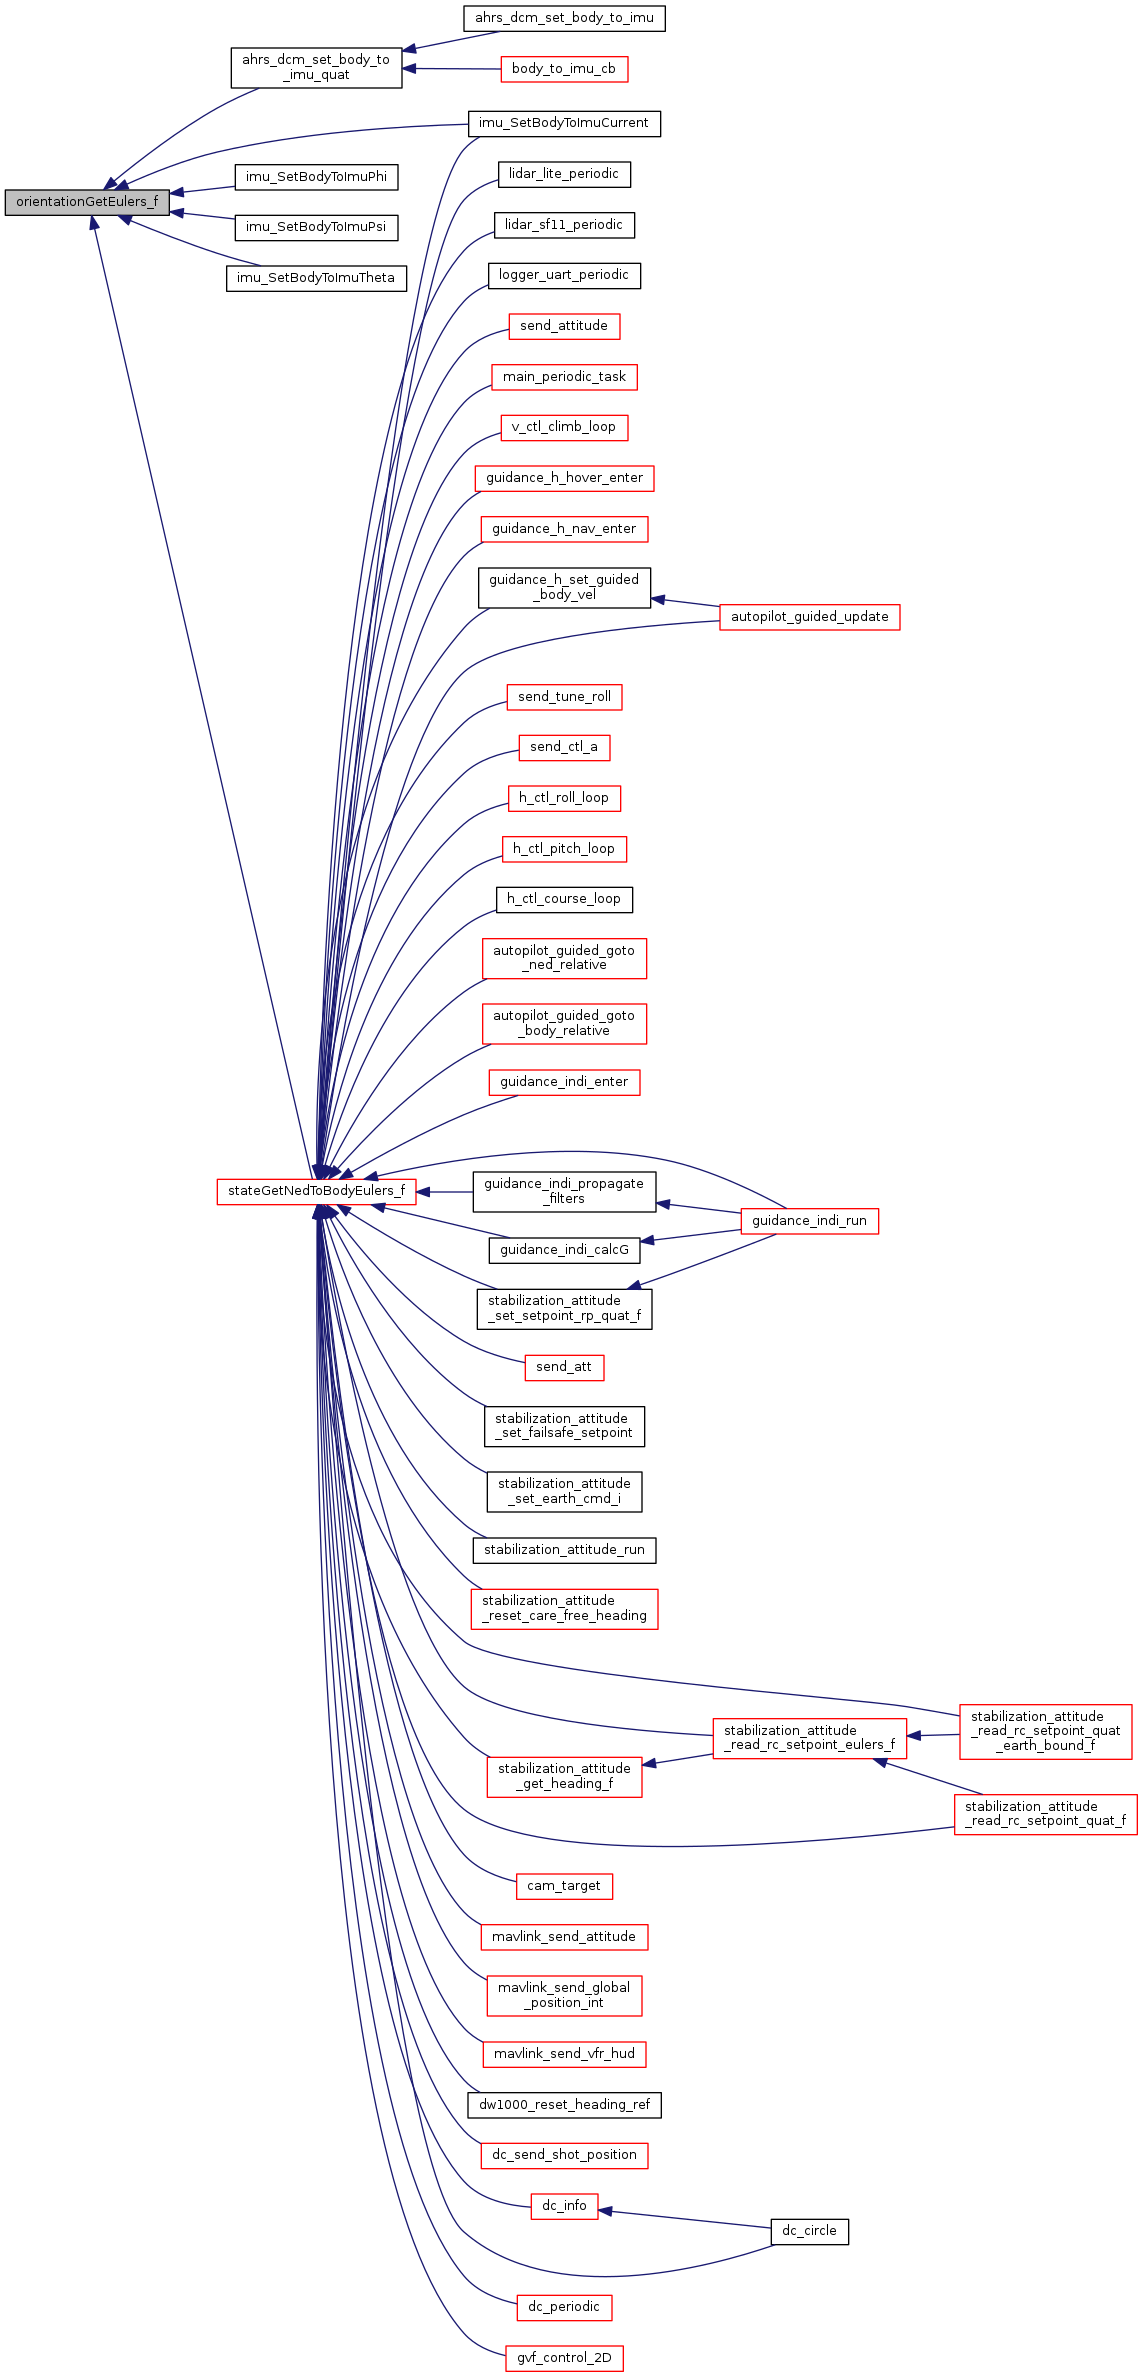 ahrs_dcm_set_body_to_imu
ahrs_dcm_set_body_to
_imu_quat
body_to_imu_cb
imu_SetBodyToImuCurrent
lidar_lite_periodic
imu_SetBodyToImuPhi
orientationGetEulers_f
lidar_sf11_periodic
imu_SetBodyToImuPsi
logger_uart_periodic
imu_SetBodyToImuTheta
send_attitude
main_periodic_task
v_ctl_climb_loop
guidance_h_hover_enter
guidance_h_nav_enter
guidance_h_set_guided
_body_vel
autopilot_guided_update
send_tune_roll
send_ctl_a
h_ctl_roll_loop
h_ctl_pitch_loop
h_ctl_course_loop
autopilot_guided_goto
_ned_relative
autopilot_guided_goto
_body_relative
guidance_indi_enter
stateGetNedToBodyEulers_f
guidance_indi_propagate
_filters
guidance_indi_run
guidance_indi_calcG
stabilization_attitude
_set_setpoint_rp_quat_f
send_att
stabilization_attitude
_set_failsafe_setpoint
stabilization_attitude
_set_earth_cmd_i
stabilization_attitude_run
stabilization_attitude
_reset_care_free_heading
stabilization_attitude
_read_rc_setpoint_quat
_earth_bound_f
stabilization_attitude
_read_rc_setpoint_eulers_f
stabilization_attitude
_get_heading_f
stabilization_attitude
_read_rc_setpoint_quat_f
cam_target
mavlink_send_attitude
mavlink_send_global
_position_int
mavlink_send_vfr_hud
dw1000_reset_heading_ref
dc_send_shot_position
dc_info
dc_circle
dc_periodic
gvf_control_2D